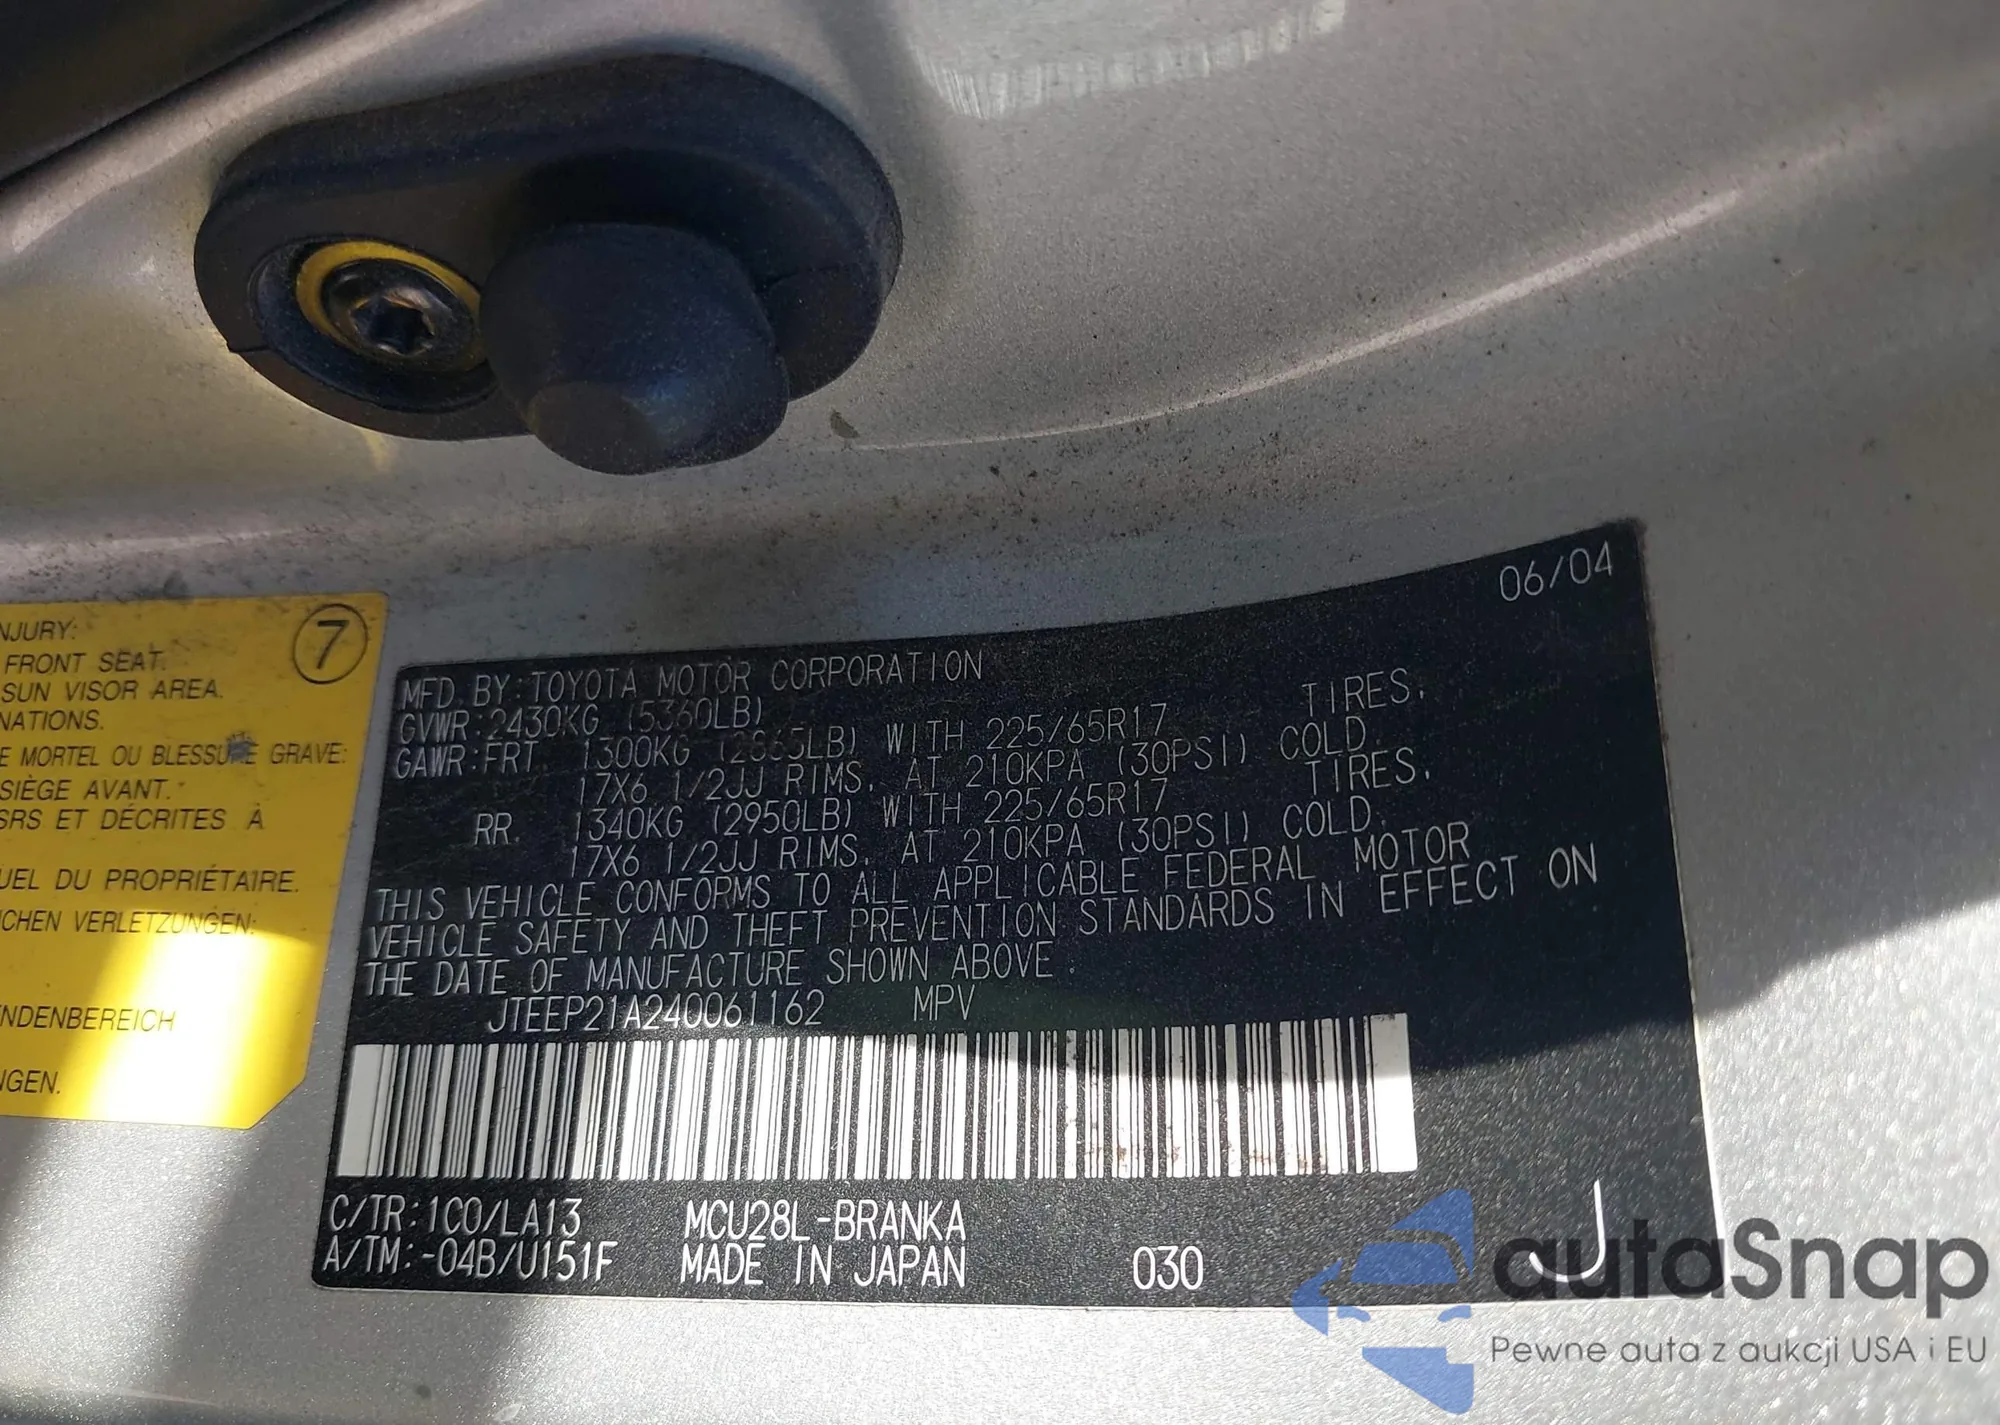 NJURY:
FRONT SEAT.
SUN VISOR AREA.
NATIONS.
E MORTEL OU BLESSURE GRAVE:
SIÈGE AVANT.
SRS ET DÉCRITES À
UEL DU PROPRIÉTAIRE.
ICHEN VERLETZUNGEN:
NDENBEREICH
NGEN.
7
06/04
MFD. BY: TOYOTA MOTOR CORPORATION
GVWR: 2430KG (5360LB)
GAWR: FRT. 1300KG (2865LB) WITH 225/65R17 TIRES,
17X6 1/2JJ RIMS, AT 210KPA (30PSI) COLD.
RR. 1340KG (2950LB) WITH 225/65R17 TIRES,
17X6 1/2JJ RIMS, AT 210KPA (30PSI) COLD.
THIS VEHICLE CONFORMS TO ALL APPLICABLE FEDERAL MOTOR
VEHICLE SAFETY AND THEFT PREVENTION STANDARDS IN EFFECT ON
THE DATE OF MANUFACTURE SHOWN ABOVE.
JTEEP21A240061162 MPV
C/TR: 1C0/LA13 MCU28L-BRANKA
A/TM: -04B/U151F MADE IN JAPAN 030 J
autaSnap
Pewne auta z aukcji USA i EU